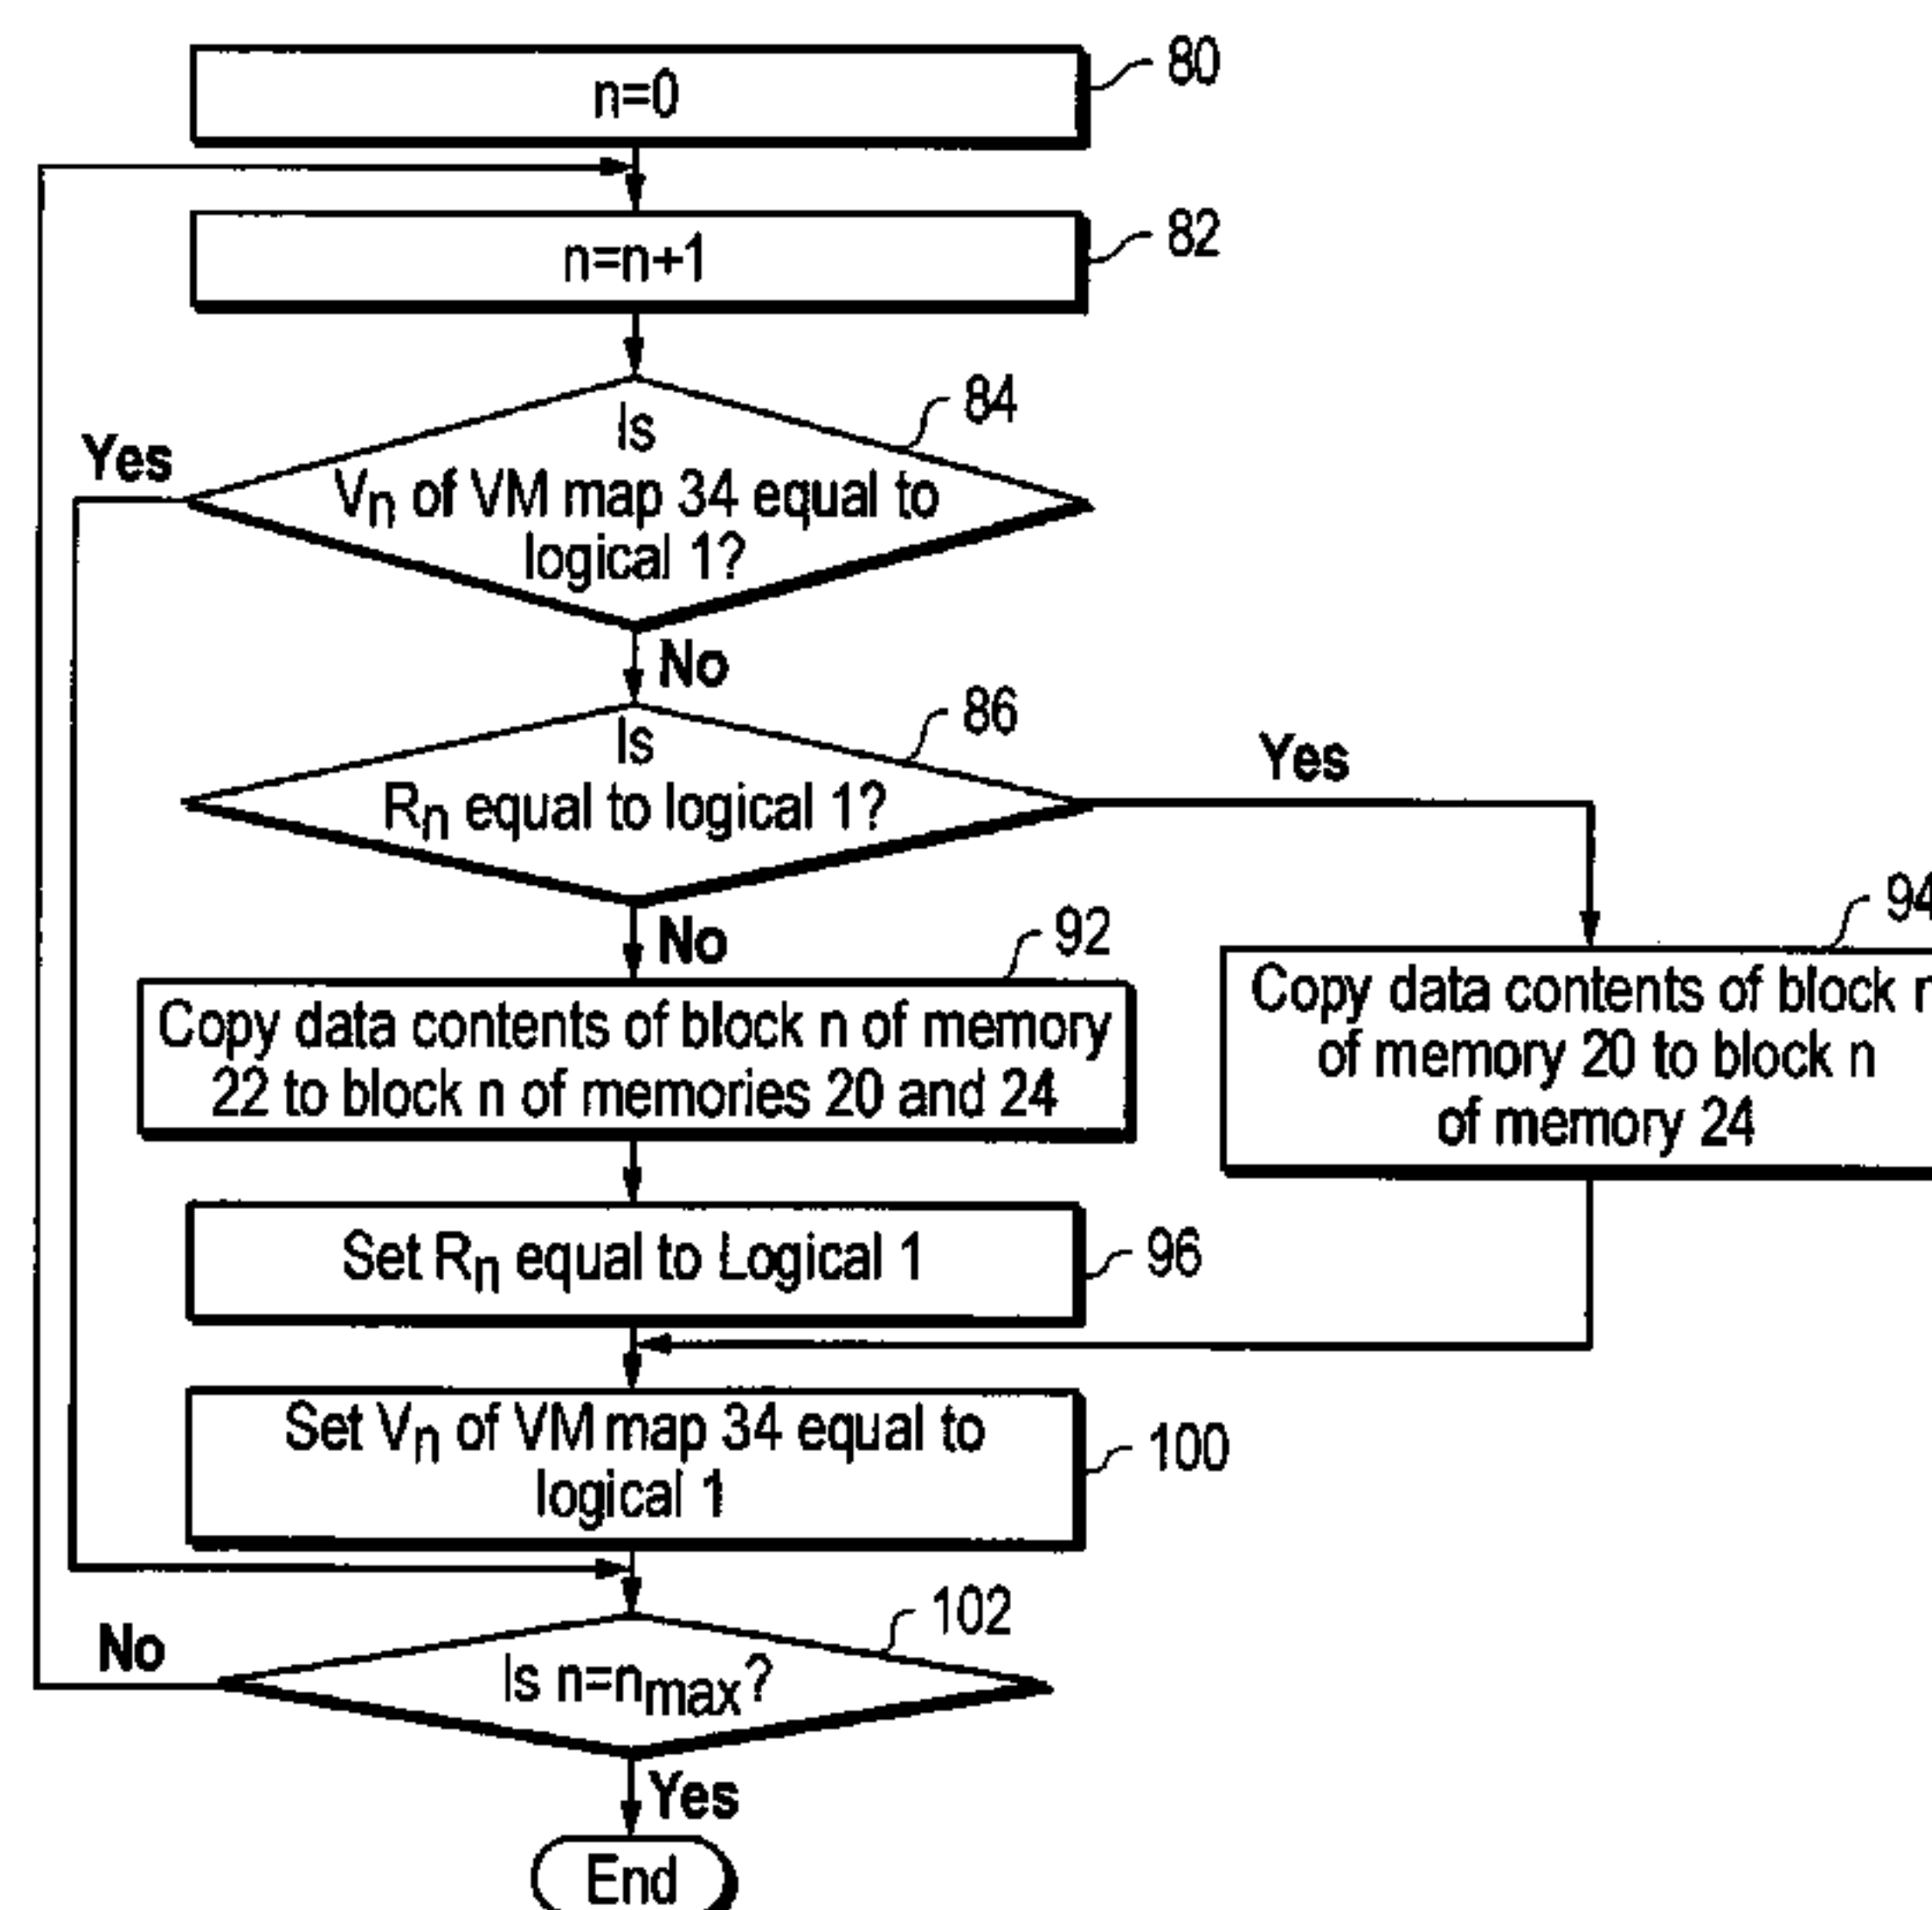 n=0
80
n=n+1
82
84
Is
Yes
Vn of VM map 34 equal to
logical 1?
No
86
Is
Yes
Rn equal to logical 1?
94
No
92
Copy data contents of block n of memory
22 to block n of memories 20 and 24
Copy data contents of block n
of memory 20 to block n
of memory 24
Set Rn equal to Logical 1
96
Set Vn of VM map 34 equal to
logical 1
100
102
No
Is n=nmax?
Yes
End